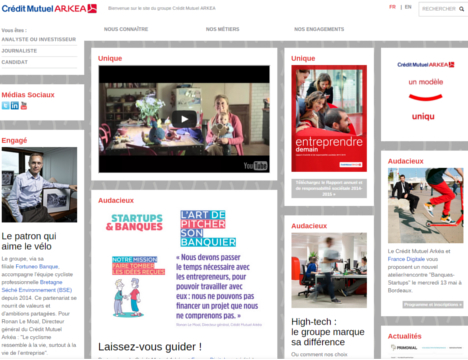 Crédit Mutuel ARKEA
Bienvenue sur le site du groupe Crédit Mutuel ARKEA
FR | EN
RECHERCHER
Vous êtes :
ANALYSTE OU INVESTISSEUR
JOURNALISTE
CANDIDAT
NOUS CONNAÎTRE
NOS MÉTIERS
NOS ENGAGEMENTS
Médias Sociaux
Engagé
Le patron qui
aime le vélo
Le groupe, via sa
filiale Fortuneo Banque,
accompagne l'équipe cycliste
professionnelle Bretagne
Séché Environnement (BSE)
depuis 2014. Ce partenariat se
nourrit de valeurs et
d'ambitions partagées. Pour
Ronan Le Moal, Directeur
général du Crédit Mutuel
Arkéa : "Le cyclisme
ressemble à la vie, surtout à la
vie de l'entreprise".
Unique
YouTube
Audacieux
STARTUPS
& BANQUES
NOTRE MISSION
FAIRE TOMBER
LES IDÉES REÇUES
L'ART DE
PITCHER
SON
BANQUIER
« Nous devons passer
le temps nécessaire avec
les entrepreneurs, pour
pouvoir travailler avec
eux : nous ne pouvons pas
financer un projet que nous
ne comprenons pas. »
Laissez-vous guider !
Unique
entreprendre
demain
Téléchargez le Rapport annuel et
de responsabilité sociétale 2013-
Audacieux
High-tech :
le groupe marque
sa différence
Ou comment nos choix
Crédit Mutuel ARKEA
un modèle
uniqu
Audacieux
Le Crédit Mutuel Arkéa et
France Digitale vous
proposent un nouvel
atelier/rencontre "Banques-
Startups" le mercredi 13 mai à
Bordeaux.
Programme et inscriptions »
Actualités
PRIMONIAL